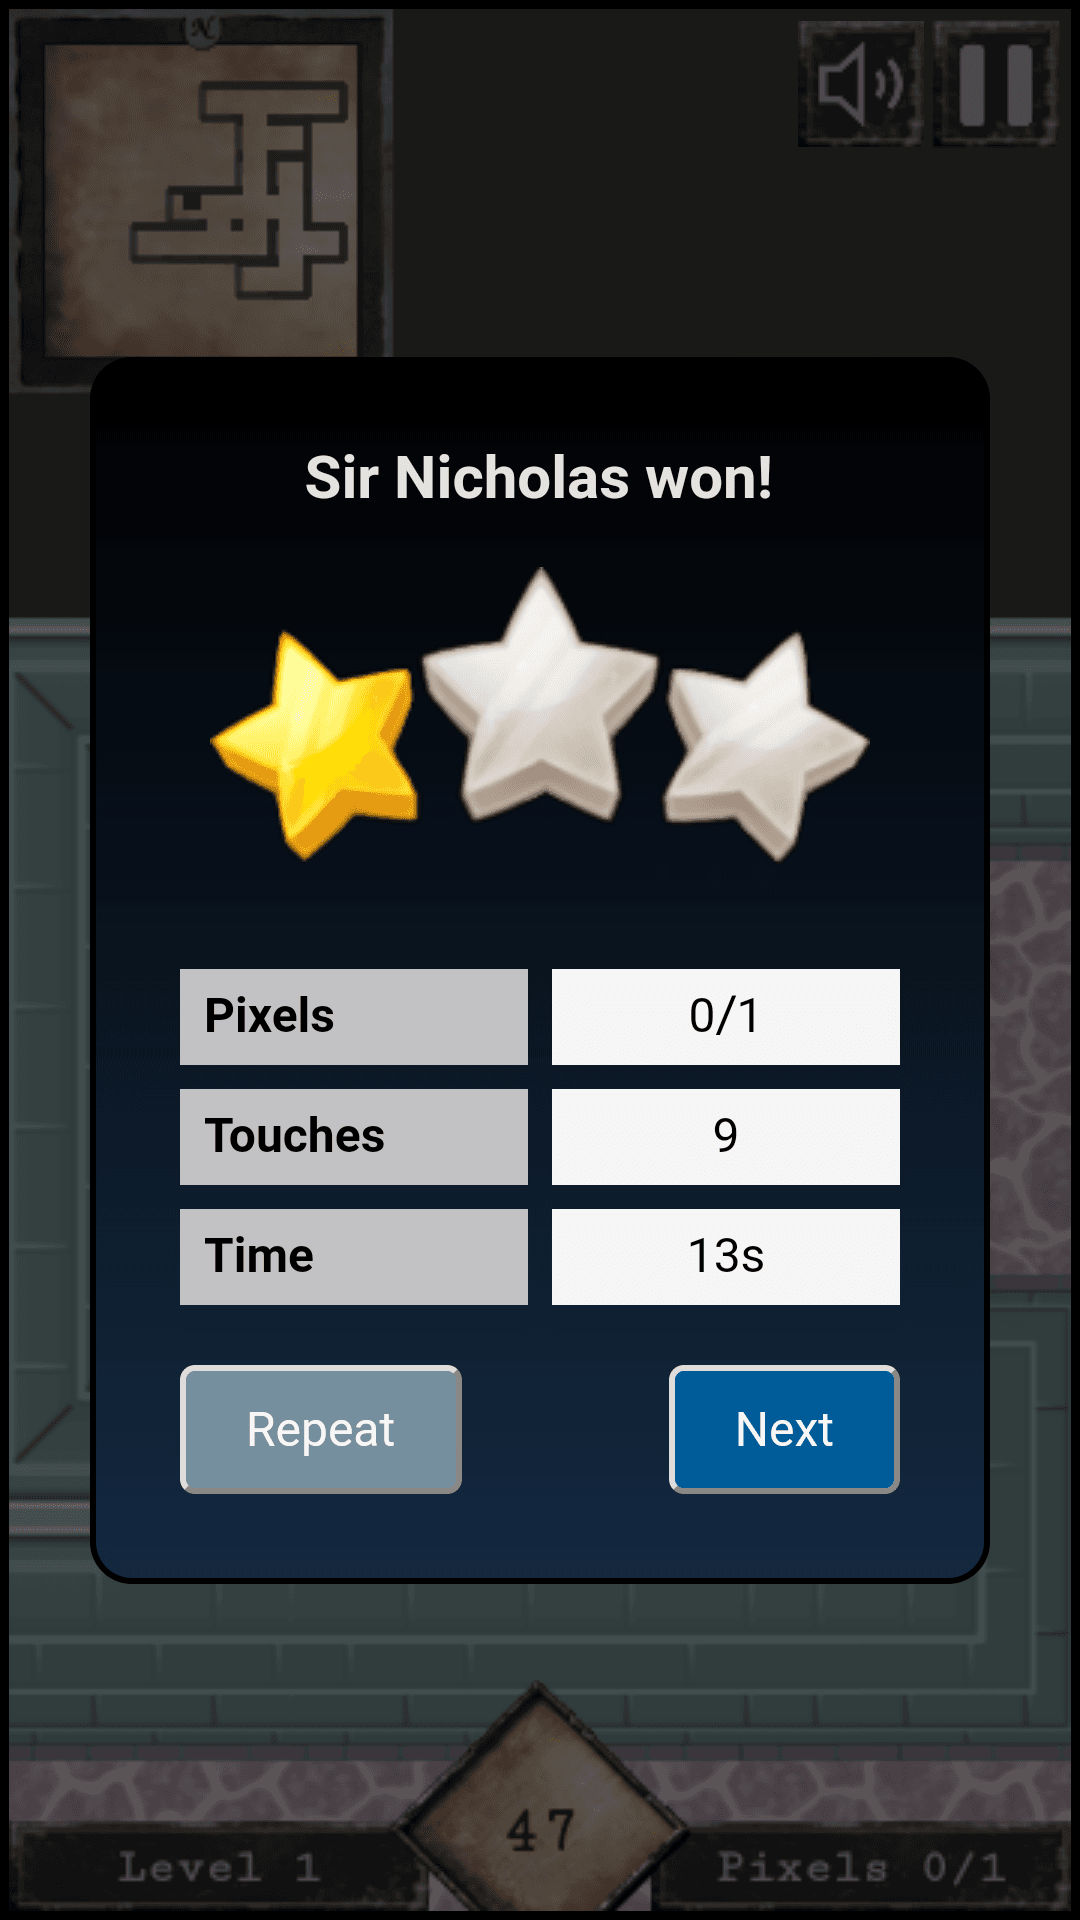 N
Sir Nicholas won!
Pixels 0/1
Touches 9
Time 13s
Repeat Next
47
Level 1 Pixels 0/1